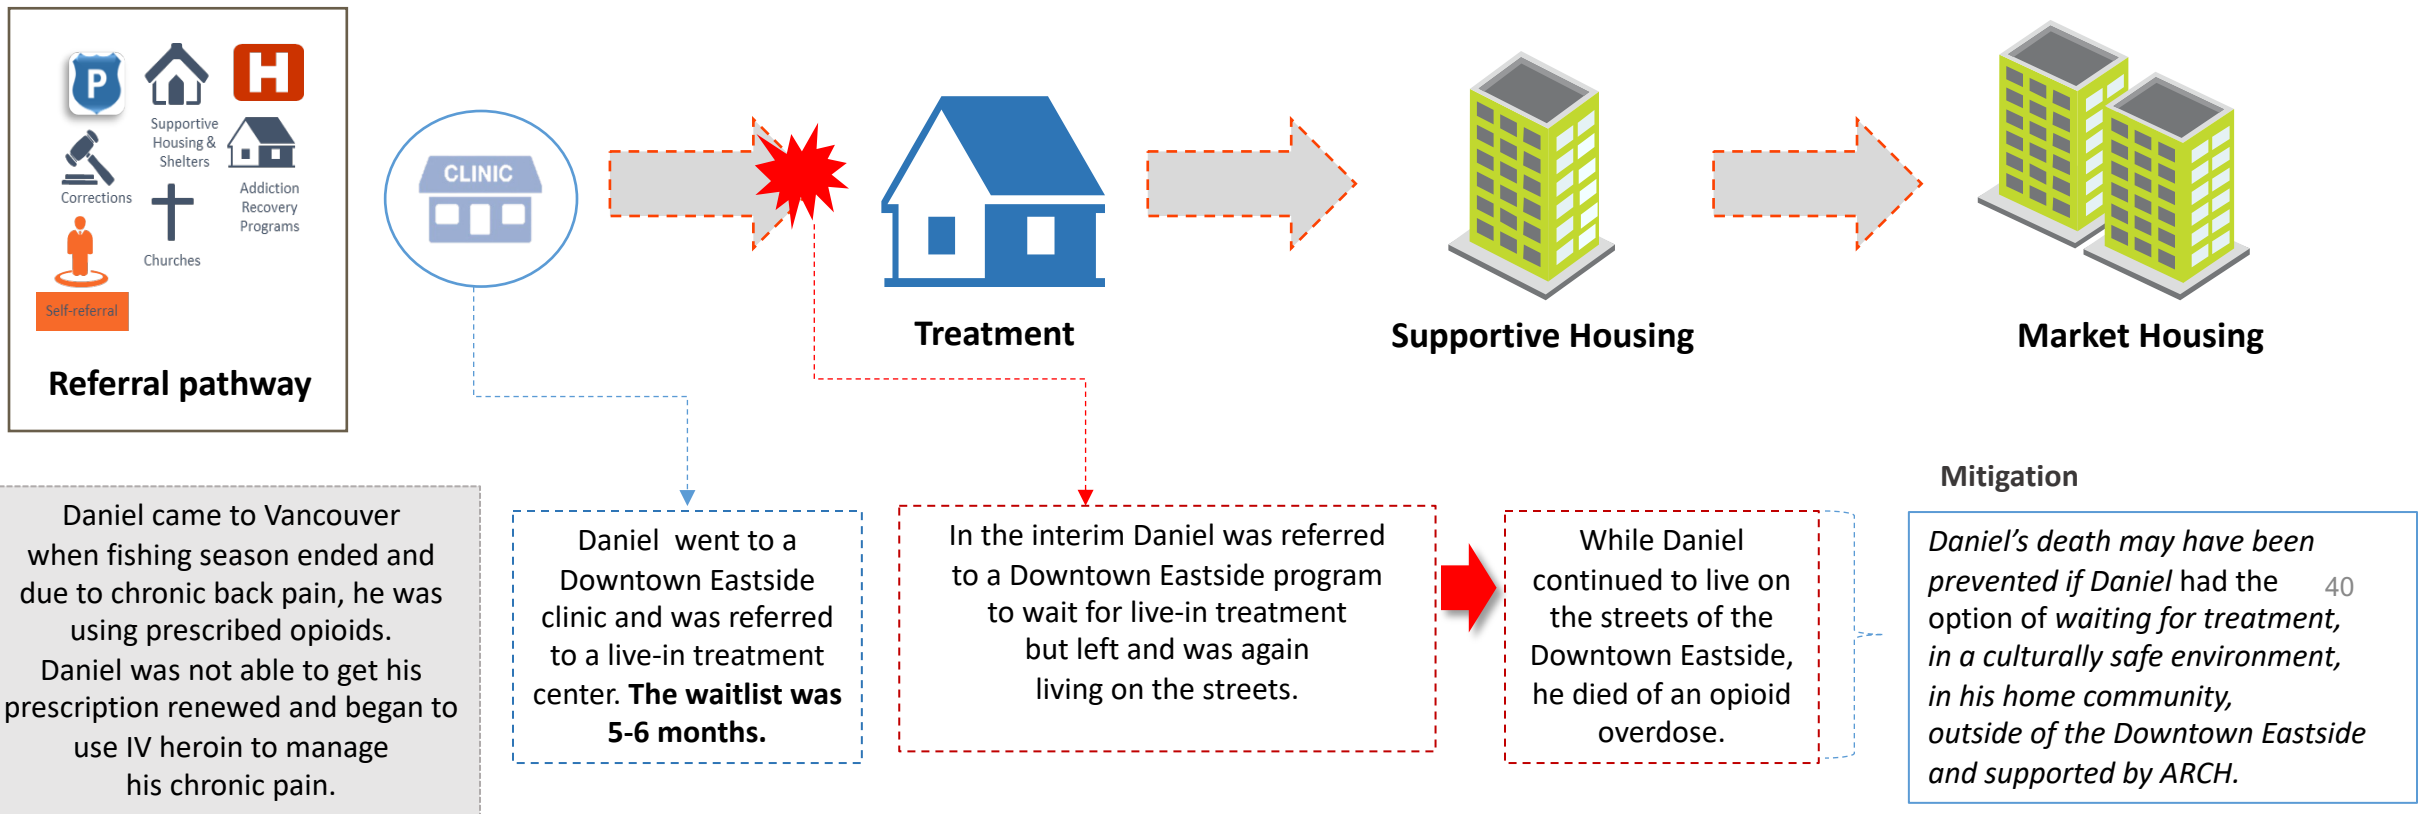 P
H
Supportive
Housing &
Shelters
Corrections
Addiction
Recovery
Programs
Churches
Self-referral
Referral pathway
CLINIC
Treatment
Supportive Housing
Market Housing
Daniel came to Vancouver
when fishing season ended and
due to chronic back pain, he was
using prescribed opioids.
Daniel was not able to get his
prescription renewed and began to
use IV heroin to manage
his chronic pain.
Daniel went to a
Downtown Eastside
clinic and was referred
to a live-in treatment
center. The waitlist was
5-6 months.
In the interim Daniel was referred
to a Downtown Eastside program
to wait for live-in treatment
but left and was again
living on the streets.
While Daniel
continued to live on
the streets of the
Downtown Eastside,
he died of an opioid
overdose.
Mitigation
Daniel’s death may have been
prevented if Daniel had the
option of waiting for treatment,
in a culturally safe environment,
in his home community,
outside of the Downtown Eastside
and supported by ARCH.
40